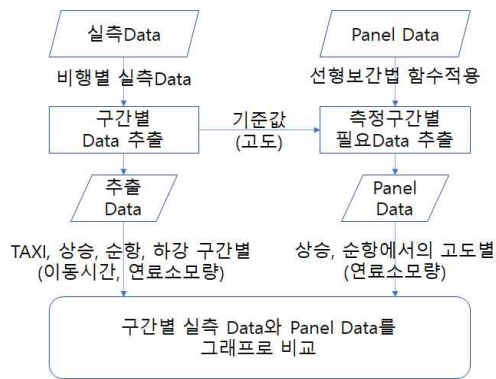 실측Data
Panel Data
비행별 실측Data
선형보간법 함수적용
구간별
Data 추출
기준값
(고도)
측정구간별
필요Data 추출
추출
Data
Panel
Data
TAXI, 상승, 순항, 하강 구간별
(이동시간, 연료소모량)
상승, 순항에서의 고도별
(연료소모량)
구간별 실측 Data와 Panel Data를
그래프로 비교